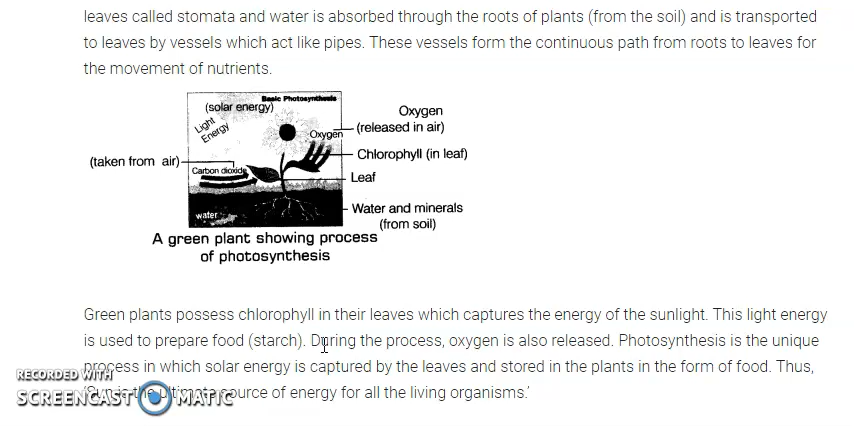 leaves called stomata and water is absorbed through the roots of plants (from the soil) and is transported
to leaves by vessels which act like pipes. These vessels form the continuous path from roots to leaves for
the movement of nutrients.
Basic Photosynthesis
(solar energy)
Light
Energy
Oxygen
Oxygen
(released in air)
(taken from air)
Carbon dioxide
Chlorophyll (in leaf)
Leaf
water
Water and minerals
(from soil)
A green plant showing process
of photosynthesis
Green plants possess chlorophyll in their leaves which captures the energy of the sunlight. This light energy
is used to prepare food (starch). During the process, oxygen is also released. Photosynthesis is the unique
process in which solar energy is captured by the leaves and stored in the plants in the form of food. Thus,
'Sun is the ultimate source of energy for all the living organisms.'
RECORDED WITH
SCREENCAST MATIC